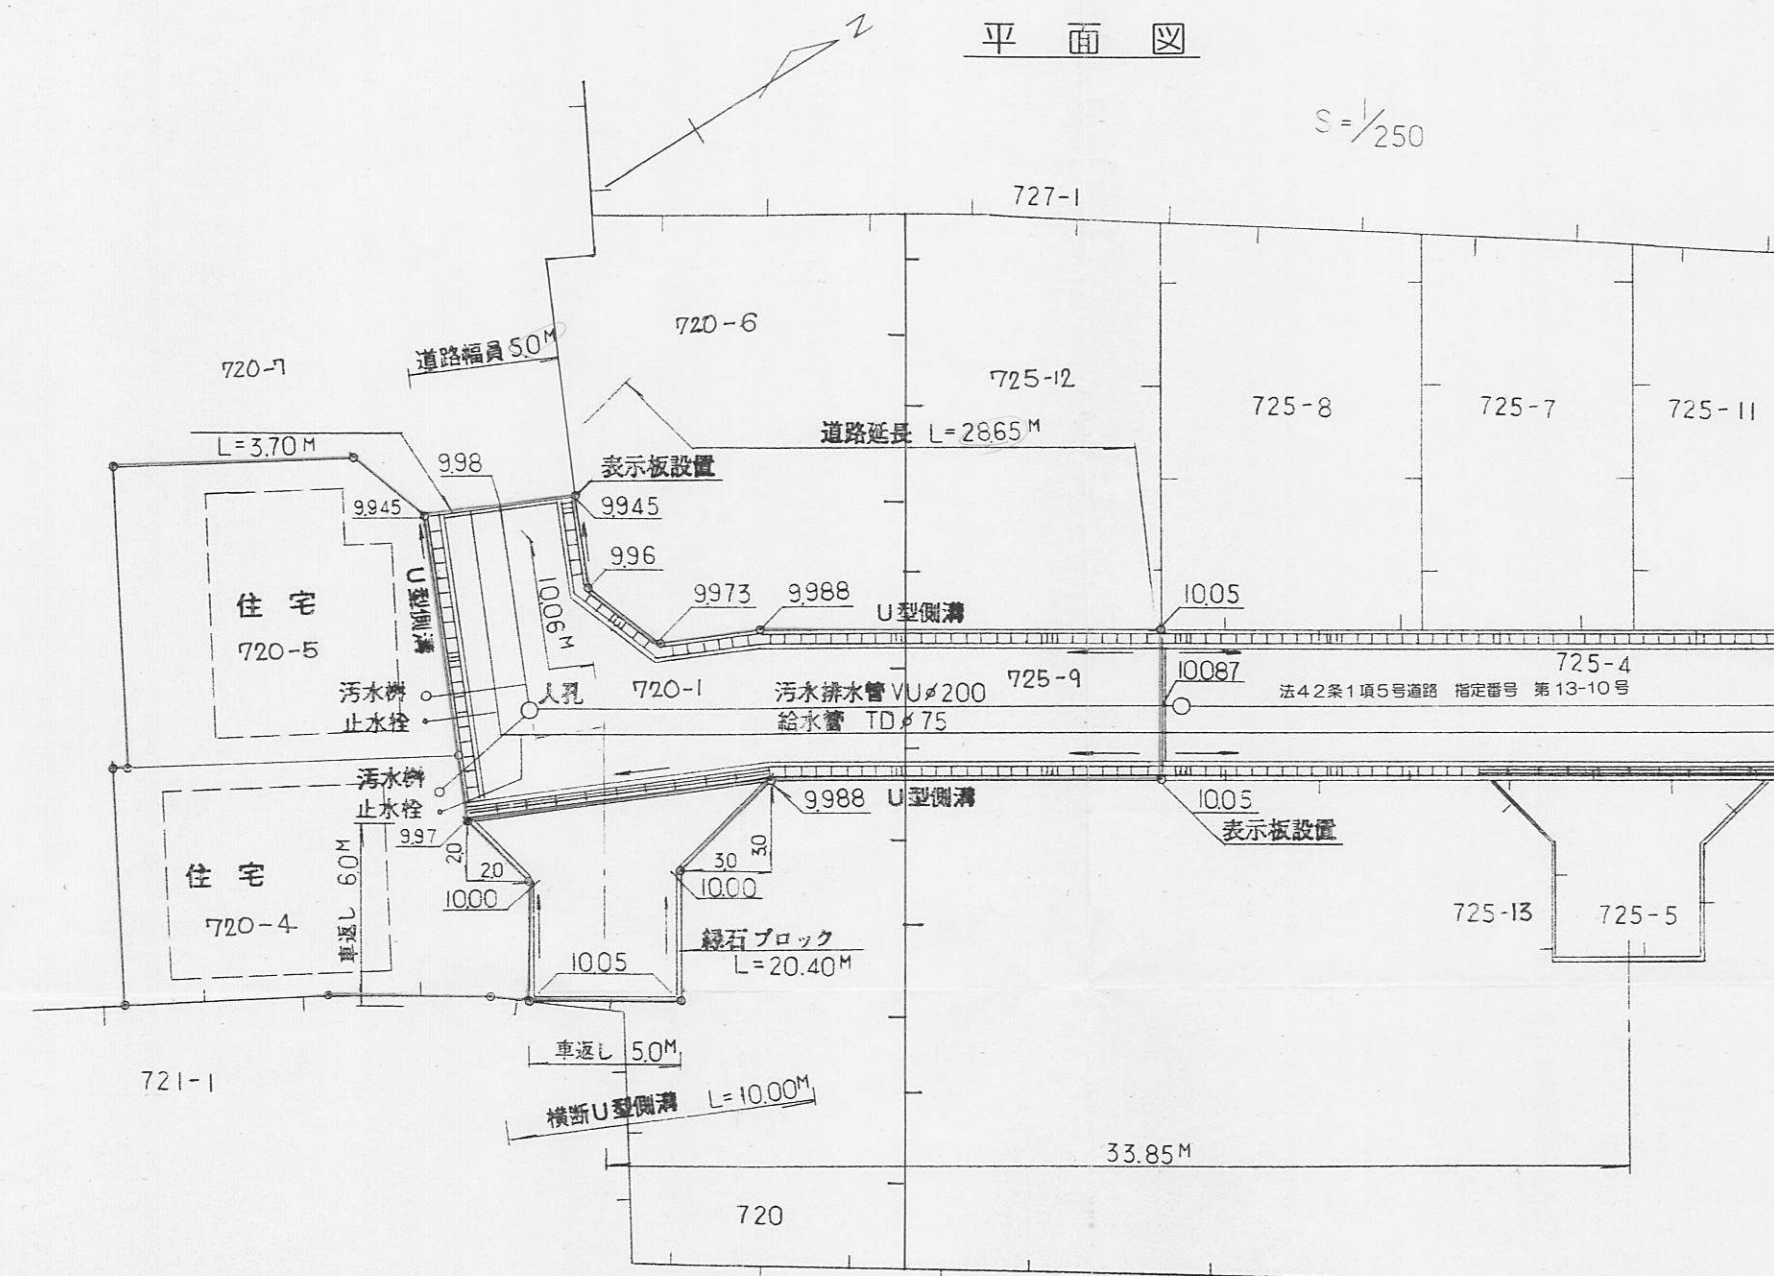 平面図
N
S=1/250
727-1
720-6
道路幅員 5.0M
720-7
725-12
725-8
725-7
725-11
道路延長 L=28.65M
L=3.70M
9.98
表示板設置
9.945
9.945
U型側溝
9.96
10.06M
9.973
9.988
U型側溝
10.05
住宅
720-5
725-4
汚水桝
人孔
720-1
汚水排水管 VUφ200
725-9
10.087
法42条1項5号道路 指定番号 第13-10号
止水栓
給水管 TDφ75
汚水桝
止水栓
9.97
9.988
U型側溝
10.05
表示板設置
2.0
2.0
3.0
3.0
10.00
10.00
住宅
720-4
車返し 6.0M
725-13
725-5
縁石ブロック
L=20.40M
10.05
車返し 5.0M
721-1
横断U型側溝 L=10.00M
33.85M
720